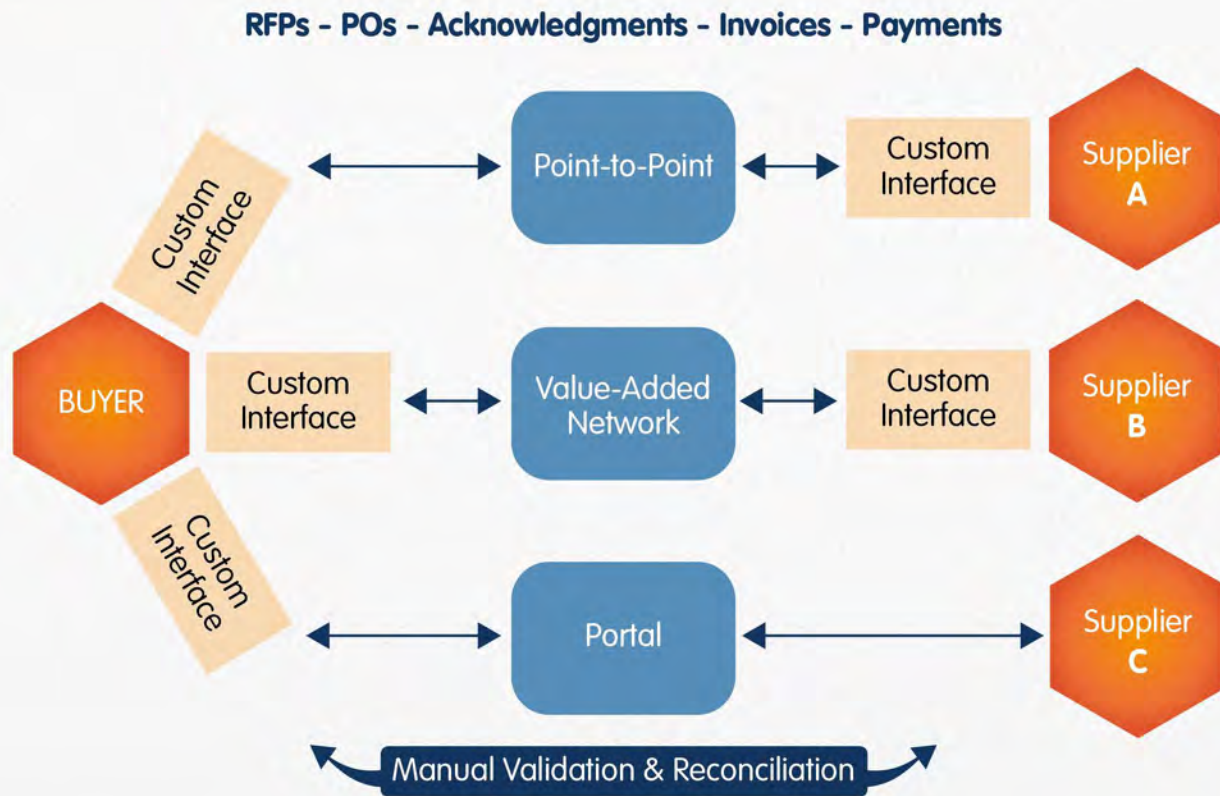 RFPs - POs - Acknowledgments - Invoices - Payments
Custom
Interface
Point-to-Point
Custom
Interface
Supplier
A
BUYER
Custom
Interface
Value-Added
Network
Custom
Interface
Supplier
B
Custom
Interface
Portal
Supplier
C
Manual Validation & Reconciliation